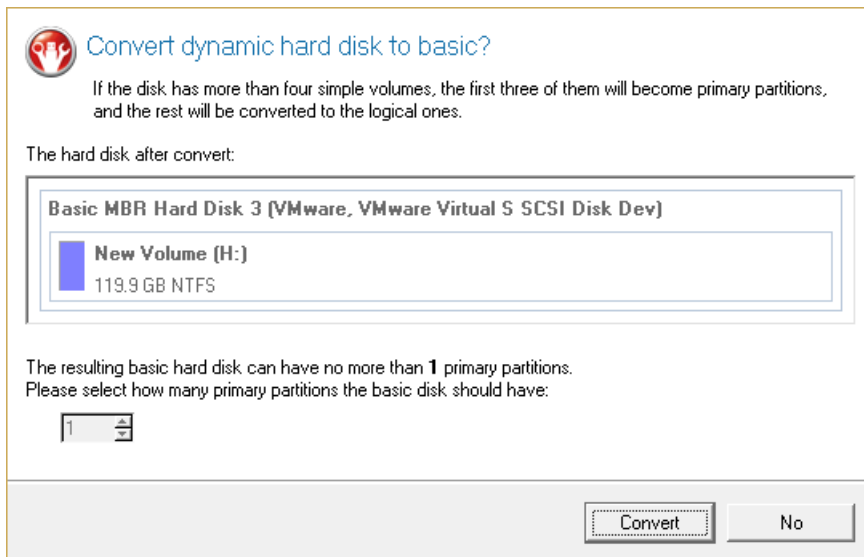 Convert dynamic hard disk to basic?
If the disk has more than four simple volumes, the first three of them will become primary partitions,
and the rest will be converted to the logical ones.
The hard disk after convert:
Basic MBR Hard Disk 3 (VMware, VMware Virtual S SCSI Disk Dev)
New Volume (H:)
119.9 GB NTFS
The resulting basic hard disk can have no more than 1 primary partitions.
Please select how many primary partitions the basic disk should have:
1
Convert No